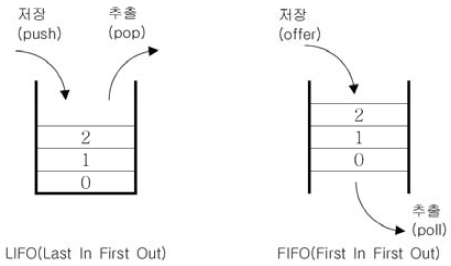 저장
(push)
추출
(pop)
2
1
0
LIFO(Last In First Out)
저장
(offer)
2
1
0
추출
(poll)
FIFO(First In First Out)